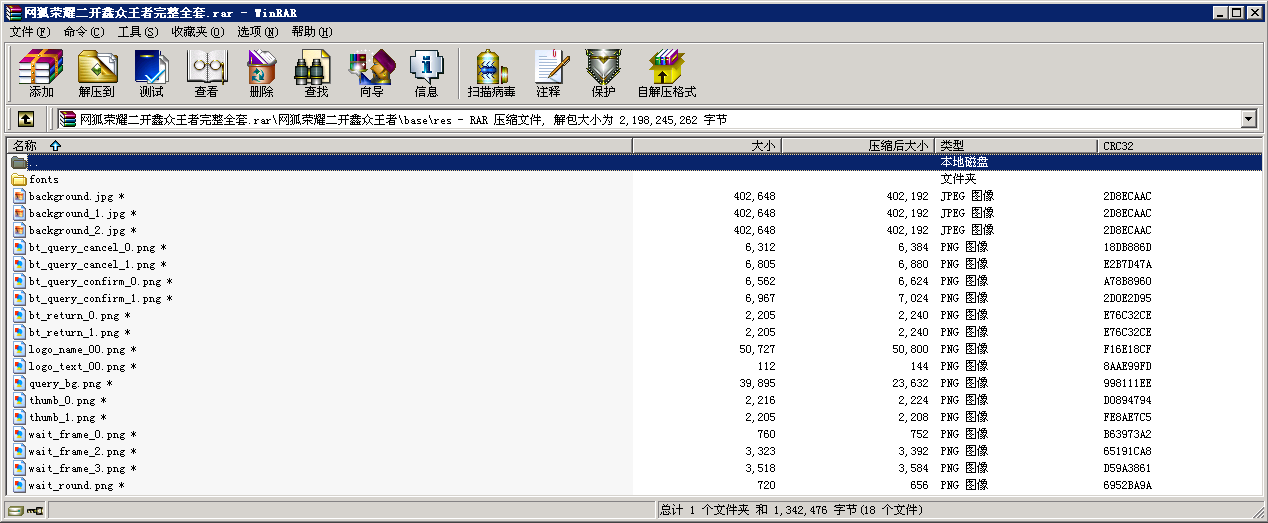 网狐荣耀二开鑫众王者完整全套.rar - WinRAR
文件(F) 命令(C) 工具(S) 收藏夹(O) 选项(N) 帮助(H)
添加 解压到 测试 查看 删除 查找 向导 信息 扫描病毒 注释 保护 自解压格式
网狐荣耀二开鑫众王者完整全套.rar\网狐荣耀二开鑫众王者\base\res - RAR 压缩文件, 解包大小为 2,198,245,262 字节
名称 大小 压缩后大小 类型 CRC32
.. 本地磁盘
fonts 文件夹
background.jpg * 402,648 402,192 JPEG 图像 2D8ECAAC
background_1.jpg * 402,648 402,192 JPEG 图像 2D8ECAAC
background_2.jpg * 402,648 402,192 JPEG 图像 2D8ECAAC
bt_query_cancel_0.png * 6,312 6,384 PNG 图像 18DB886D
bt_query_cancel_1.png * 6,805 6,880 PNG 图像 E2B7D47A
bt_query_confirm_0.png * 6,562 6,624 PNG 图像 A78B8960
bt_query_confirm_1.png * 6,967 7,024 PNG 图像 2D0E2D95
bt_return_0.png * 2,205 2,240 PNG 图像 E76C32CE
bt_return_1.png * 2,205 2,240 PNG 图像 E76C32CE
logo_name_00.png * 50,727 50,800 PNG 图像 F16E18CF
logo_text_00.png * 112 144 PNG 图像 8AAE99FD
query_bg.png * 39,895 23,632 PNG 图像 998111EE
thumb_0.png * 2,216 2,224 PNG 图像 D0894794
thumb_1.png * 2,205 2,208 PNG 图像 FE8AE7C5
wait_frame_0.png * 760 752 PNG 图像 B63973A2
wait_frame_2.png * 3,323 3,392 PNG 图像 65191CA8
wait_frame_3.png * 3,518 3,584 PNG 图像 D59A3861
wait_round.png * 720 656 PNG 图像 6952BA9A
总计 1 个文件夹 和 1,342,476 字节(18 个文件)